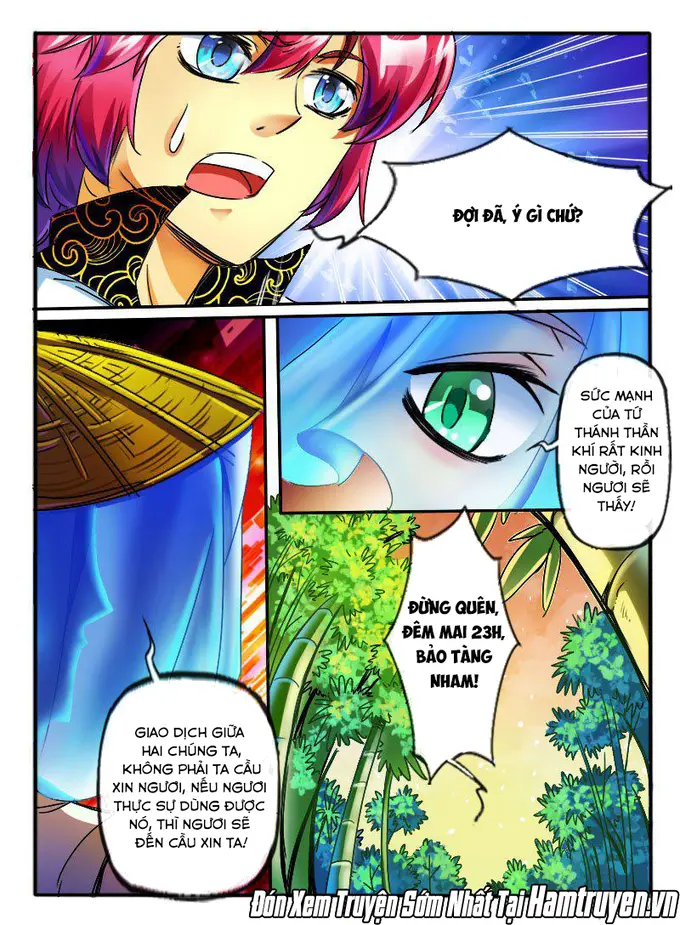 ĐỢI ĐÃ, Ý GÌ CHỨ?
SỨC MẠNH
CỦA TỨ
THÁNH THẦN
KHÍ RẤT KINH
NGƯỜI, RỒI
NGƯƠI SẼ
THẤY!
GIAO DỊCH GIỮA
HAI CHÚNG TA,
KHÔNG PHẢI TA CẦU
XIN NGƯƠI, NẾU NGƯƠI
THỰC SỰ DÙNG ĐƯỢC
NÓ, THÌ NGƯƠI SẼ
ĐẾN CẦU XIN TA!
ĐỪNG QUÊN,
ĐÊM MAI 23H,
BẢO TÀNG
NHAM!
Đón Xem Truyện Sớm Nhất Tại Hamtruyen.vn